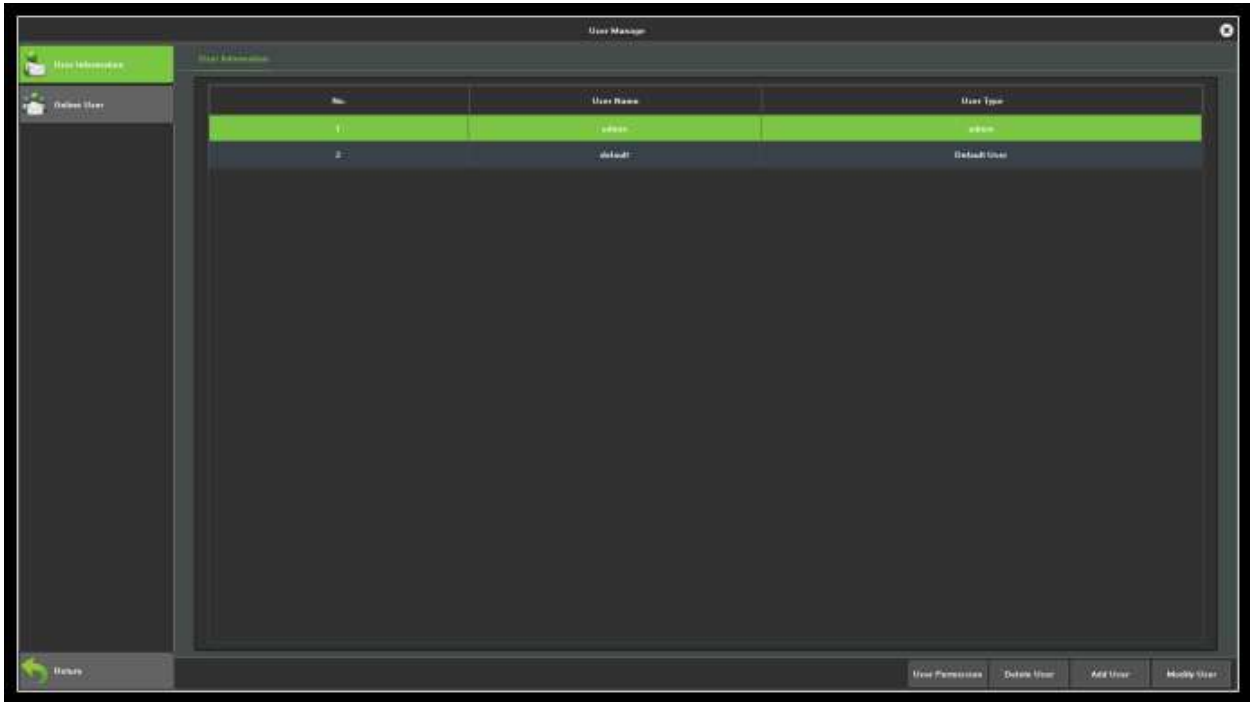 User Manage
User Information
User Information
Online User
No. User Name User Type
1 admin admin
2 default Default User
Return
User Permission Delete User Add User Modify User